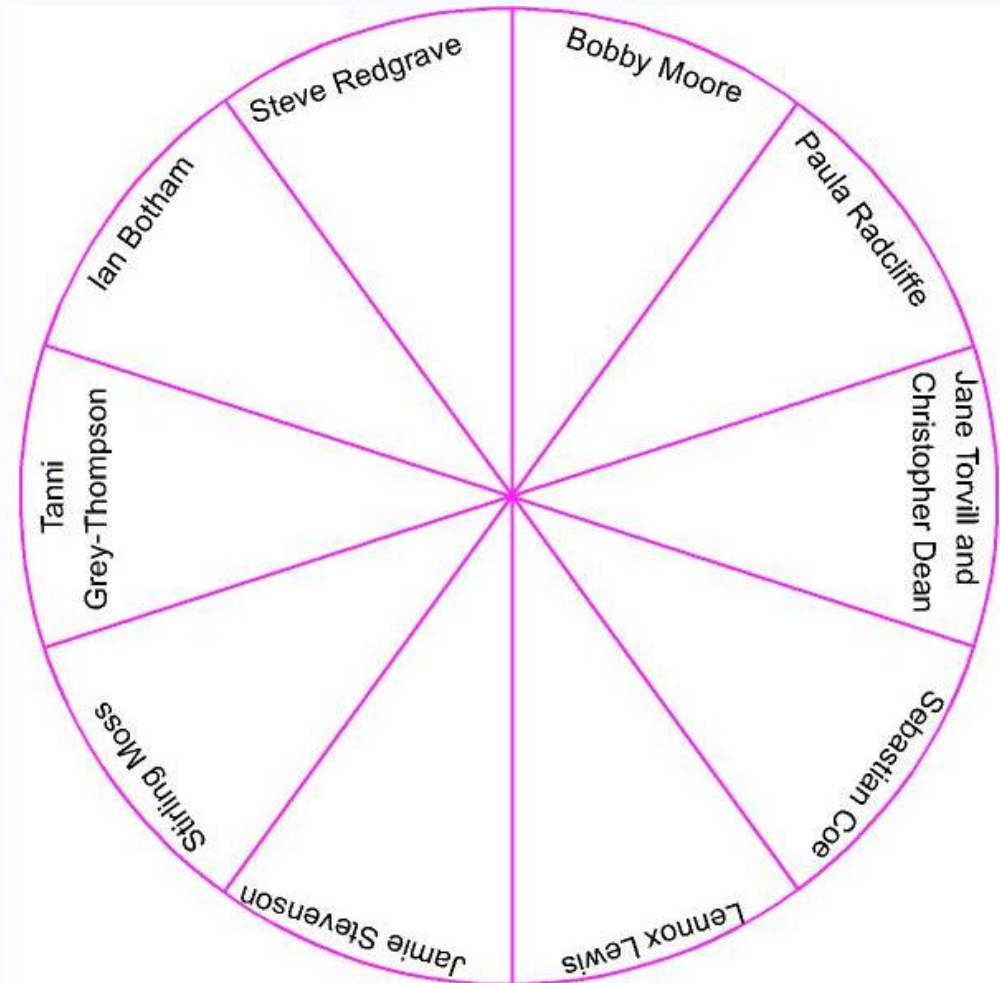 Bobby Moore
Paula Radcliffe
Jane Torvill and
Christopher Dean
Sebastian Coe
Lennox Lewis
Jamie Stevenson
Stirling Moss
Tanni
Grey-Thompson
Ian Botham
Steve Redgrave